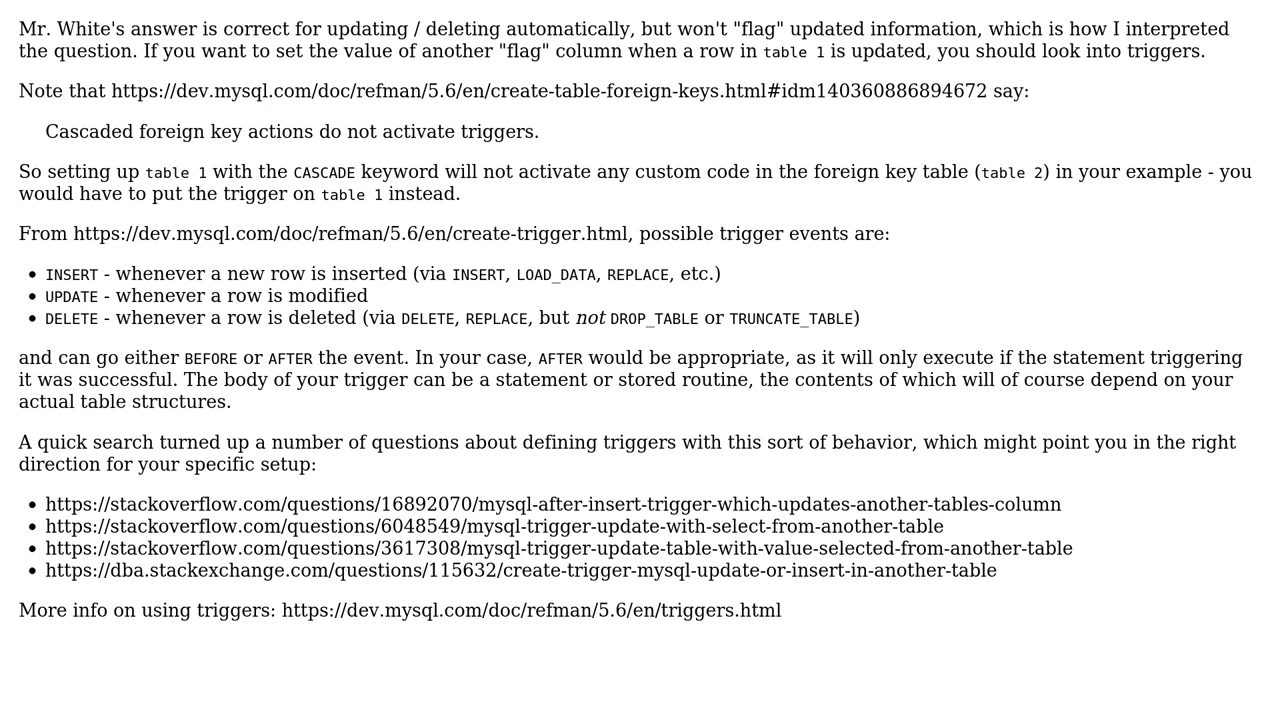 Mr. White's answer is correct for updating / deleting automatically, but won't "flag" updated information, which is how I interpreted
the question. If you want to set the value of another "flag" column when a row in table 1 is updated, you should look into triggers.
Note that https://dev.mysql.com/doc/refman/5.6/en/create-table-foreign-keys.html#idm140360886894672 say:
Cascaded foreign key actions do not activate triggers.
So setting up table 1 with the CASCADE keyword will not activate any custom code in the foreign key table (table 2) in your example - you
would have to put the trigger on table 1 instead.
From https://dev.mysql.com/doc/refman/5.6/en/create-trigger.html, possible trigger events are:
• INSERT - whenever a new row is inserted (via INSERT, LOAD_DATA, REPLACE, etc.)
• UPDATE - whenever a row is modified
• DELETE - whenever a row is deleted (via DELETE, REPLACE, but not DROP_TABLE or TRUNCATE_TABLE)
and can go either BEFORE or AFTER the event. In your case, AFTER would be appropriate, as it will only execute if the statement triggering
it was successful. The body of your trigger can be a statement or stored routine, the contents of which will of course depend on your
actual table structures.
A quick search turned up a number of questions about defining triggers with this sort of behavior, which might point you in the right
direction for your specific setup:
• https://stackoverflow.com/questions/16892070/mysql-after-insert-trigger-which-updates-another-tables-column
• https://stackoverflow.com/questions/6048549/mysql-trigger-update-with-select-from-another-table
• https://stackoverflow.com/questions/3617308/mysql-trigger-update-table-with-value-selected-from-another-table
• https://dba.stackexchange.com/questions/115632/create-trigger-mysql-update-or-insert-in-another-table
More info on using triggers: https://dev.mysql.com/doc/refman/5.6/en/triggers.html